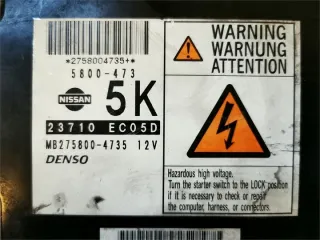 *2758004735+*
5800-473
NISSAN
5K
23710 EC05D
MB275800-4735 12V
DENSO
WARNING
WARNUNG
ATTENTION
Hazardous high voltage.
Turn the starter switch to the LOCK position
if it is necessary to check or repair
the computer, harness, or connectors.